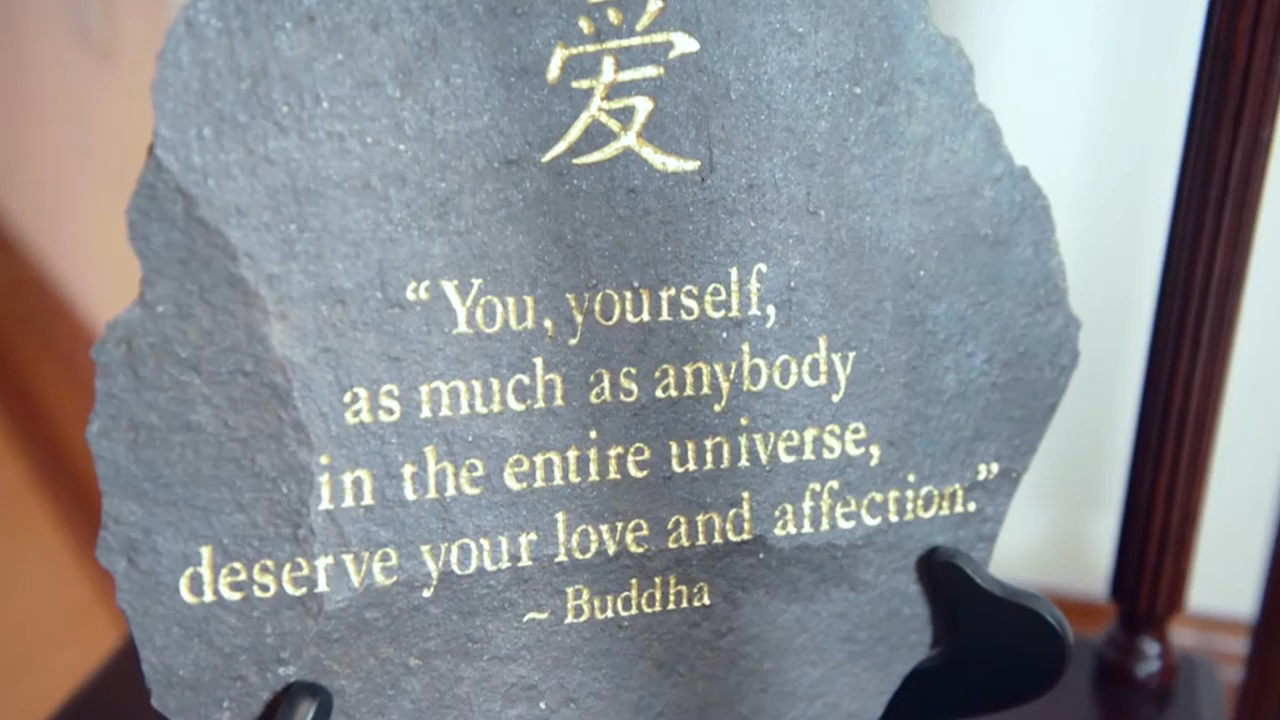 爱
“You, yourself,
as much as anybody
in the entire universe,
deserve your love and affection.”
~ Buddha